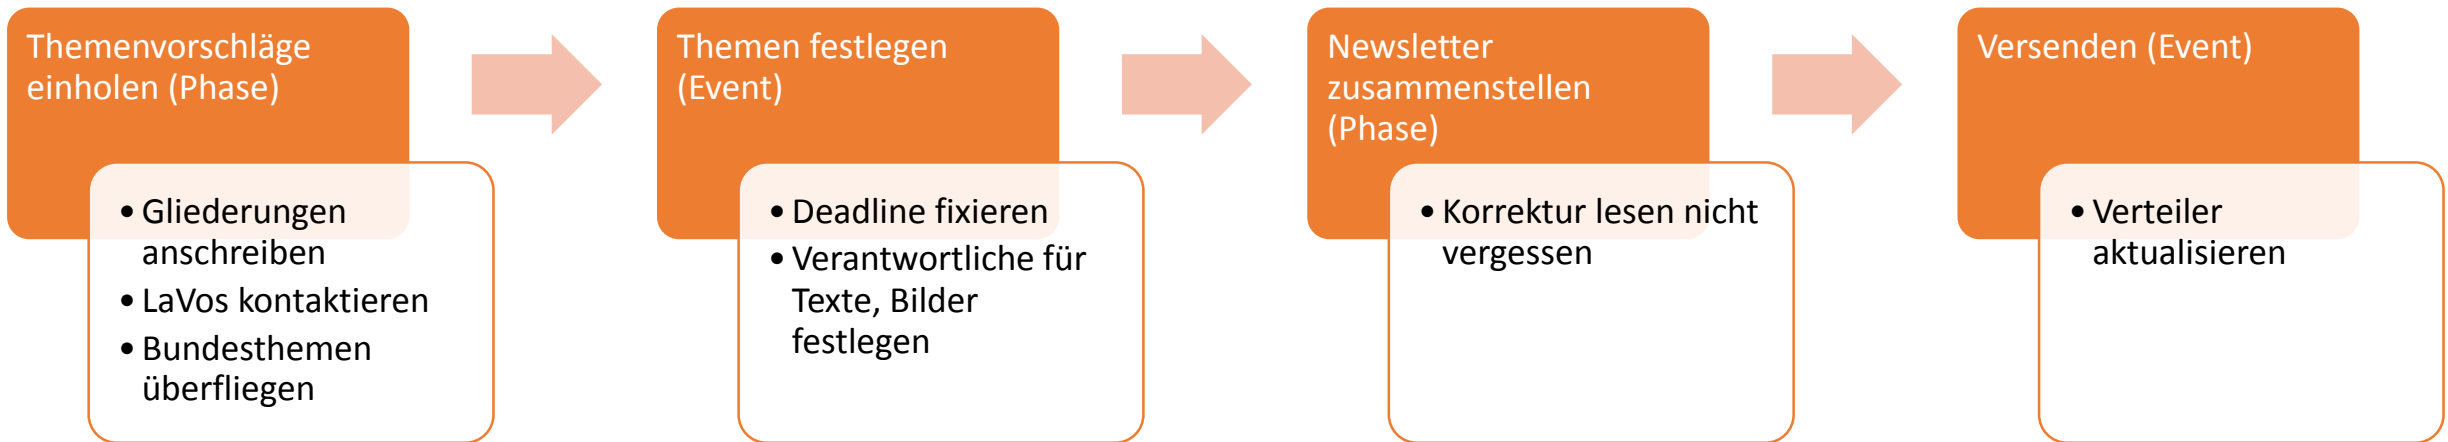 Themenvorschläge
einholen (Phase)
• Gliederungen
anschreiben
• LaVos kontaktieren
• Bundesthemen
überfliegen
Themen festlegen
(Event)
• Deadline fixieren
• Verantwortliche für
Texte, Bilder
festlegen
Newsletter
zusammenstellen
(Phase)
• Korrektur lesen nicht
vergessen
Versenden (Event)
• Verteiler
aktualisieren